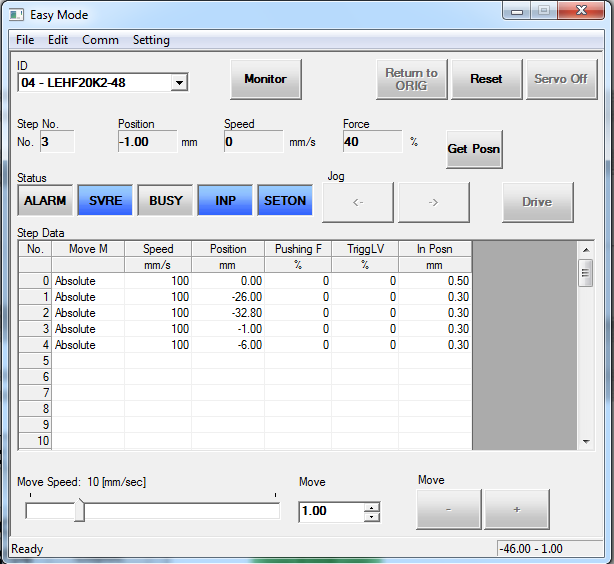 Easy Mode
File Edit Comm Setting
ID
04 - LEHF20K2-48
Monitor
Return to ORIG
Reset
Servo Off
Step No. Position Speed Force
No. 3 -1.00 mm 0 mm/s 40 %
Get Posn
Status
Jog
ALARM SVRE BUSY INP SETON <- -> Drive
Step Data
No. Move M Speed Position Pushing F TriggLV In Posn
mm/s mm % % mm
0 Absolute 100 0.00 0 0 0.50
1 Absolute 100 -26.00 0 0 0.30
2 Absolute 100 -32.80 0 0 0.30
3 Absolute 100 -1.00 0 0 0.30
4 Absolute 100 -6.00 0 0 0.30
5
6
7
8
9
10
Move Speed: 10 [mm/sec] Move Move
1.00 - +
Ready -46.00 - 1.00